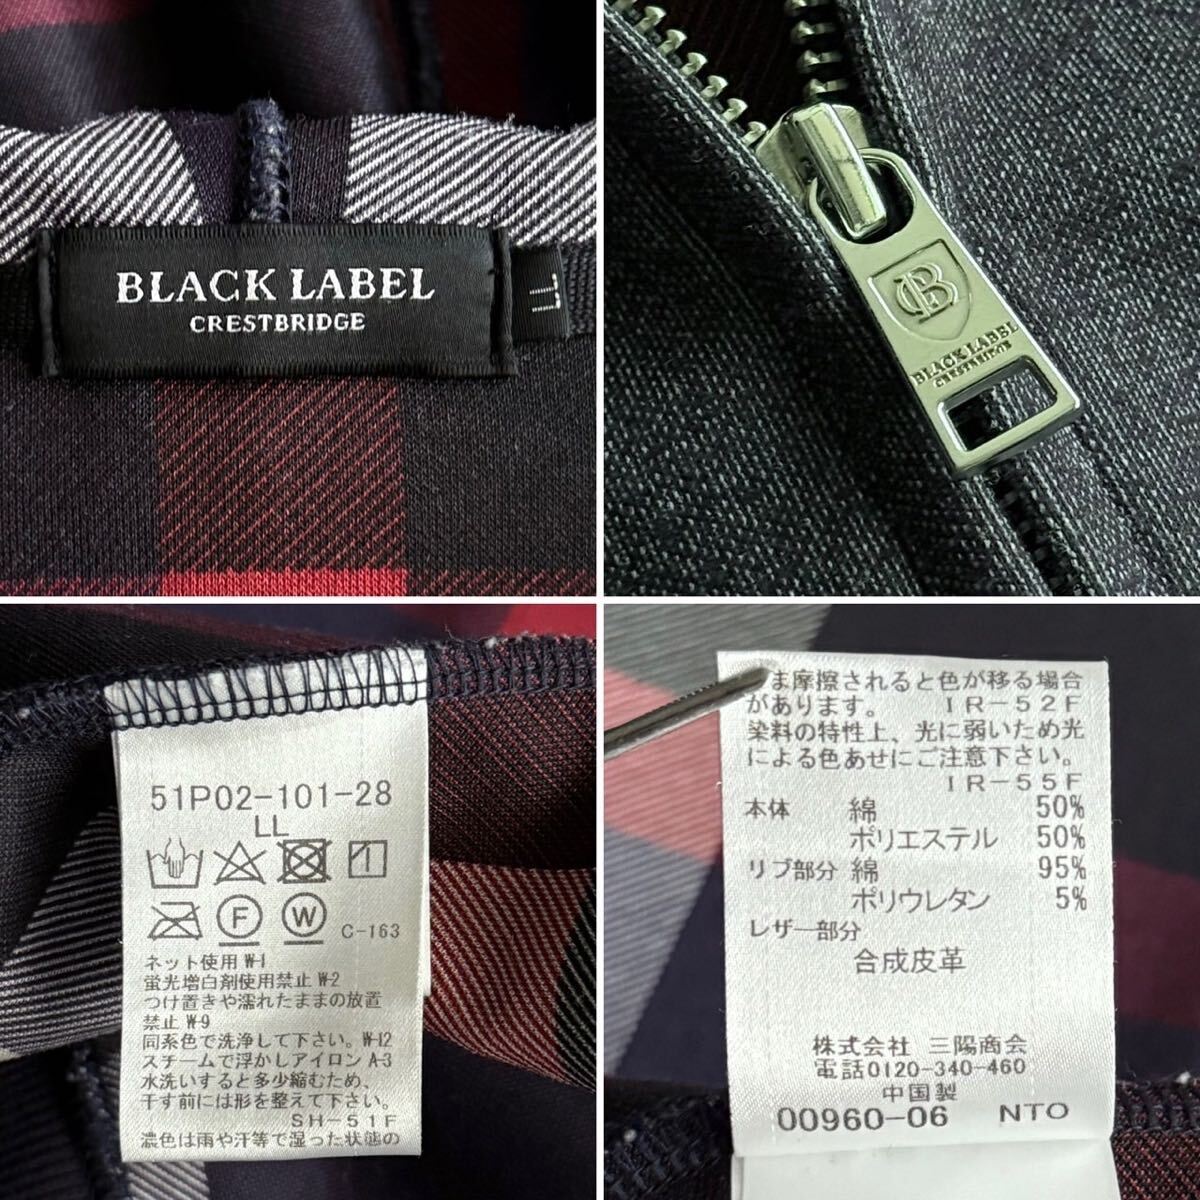 BLACK LABEL
CRESTBRIDGE
LL
CB
BLACK LABEL
CRESTBRIDGE
51P02-101-28
LL
F W C-163
ネット使用 W-1
蛍光増白剤使用禁止 W-2
つけ置きや濡れたままの放置
禁止 W-9
同系色で洗浄して下さい。W-12
スチームで浮かしアイロン A-3
水洗いすると多少縮むため、
干す前には形を整えて下さい。
SH-51F
濃色は雨や汗等で湿った状態の
ま摩擦されると色が移る場合
があります。 IR-52F
染料の特性上、光に弱いため光
による色あせにご注意下さい。
IR-55F
本体 綿 50%
ポリエステル 50%
リブ部分 綿 95%
ポリウレタン 5%
レザー部分
合成皮革
株式会社 三陽商会
電話0120-340-460
中国製
00960-06 NTO